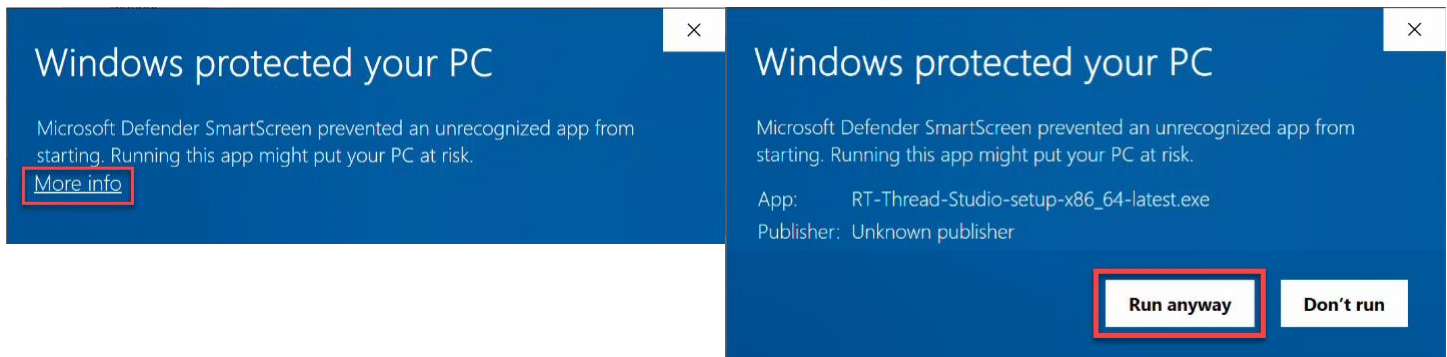 Windows protected your PC
Microsoft Defender SmartScreen prevented an unrecognized app from
starting. Running this app might put your PC at risk.
More info
Windows protected your PC
Microsoft Defender SmartScreen prevented an unrecognized app from
starting. Running this app might put your PC at risk.
App: RT-Thread-Studio-setup-x86_64-latest.exe
Publisher: Unknown publisher
Run anyway Don't run